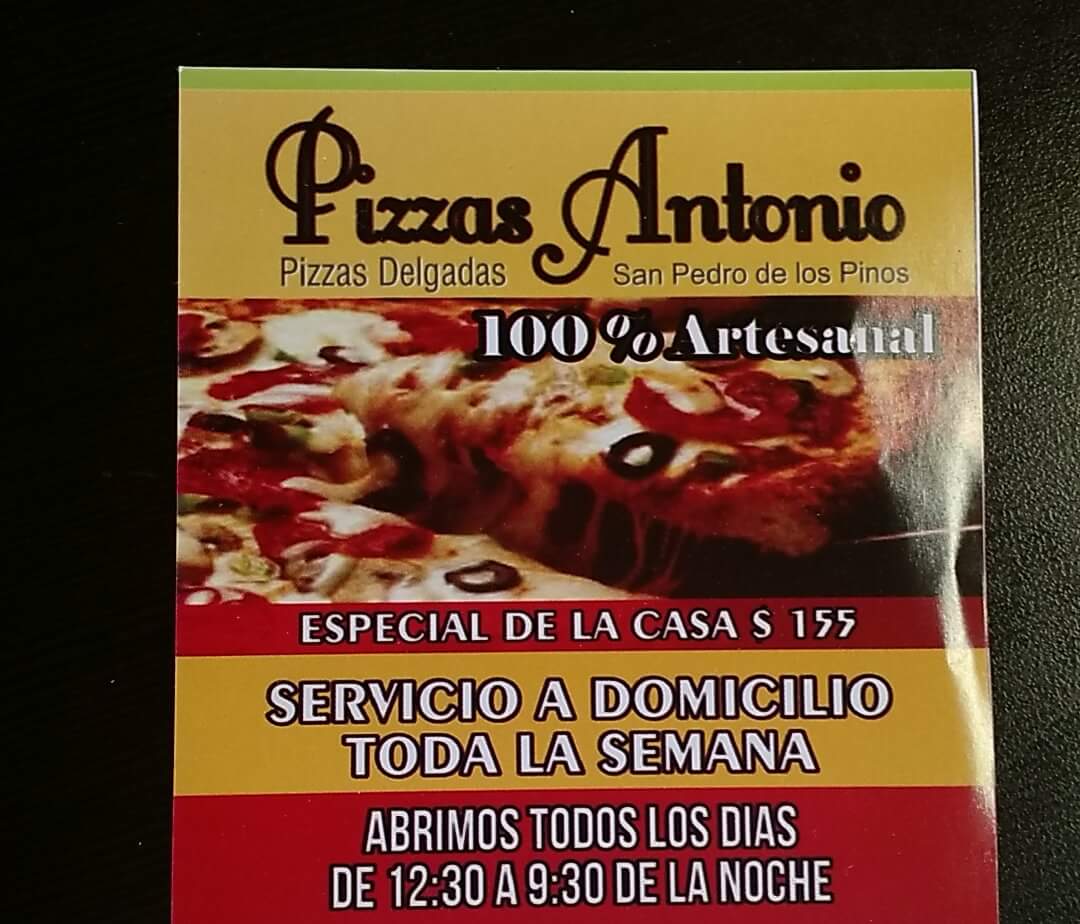 Pizzas Antonio
Pizzas Delgadas San Pedro de los Pinos
100% Artesanal
ESPECIAL DE LA CASA $ 155
SERVICIO A DOMICILIO
TODA LA SEMANA
ABRIMOS TODOS LOS DIAS
DE 12:30 A 9:30 DE LA NOCHE